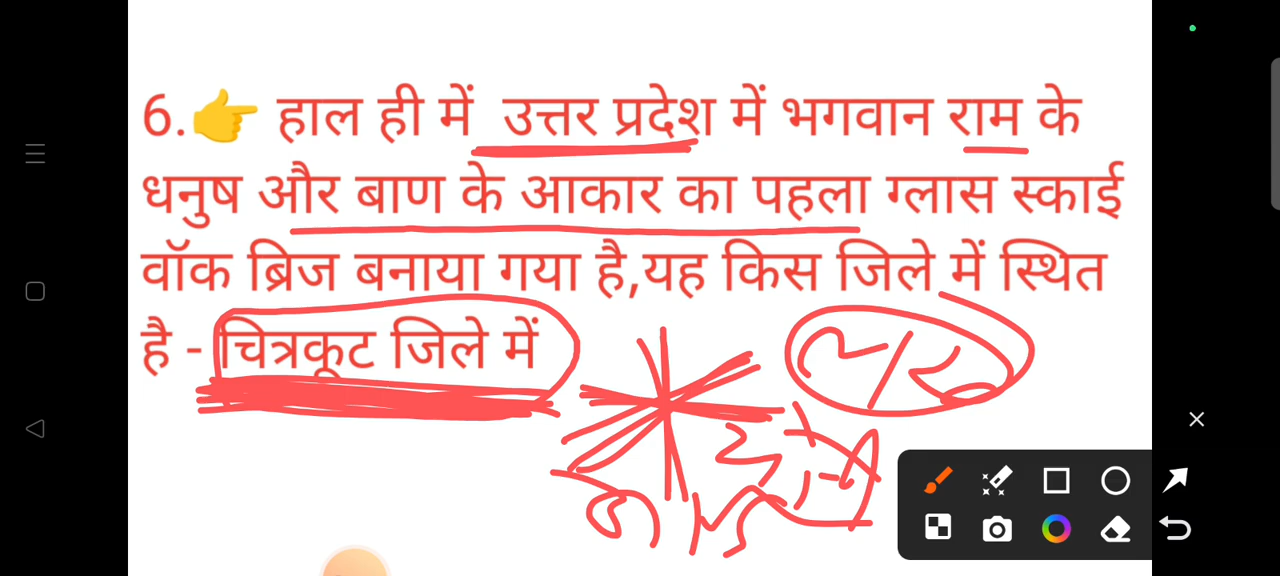 6.👉 हाल ही में उत्तर प्रदेश में भगवान राम के
धनुष और बाण के आकार का पहला ग्लास स्काई
वॉक ब्रिज बनाया गया है,यह किस जिले में स्थित
है - चित्रकूट जिले में